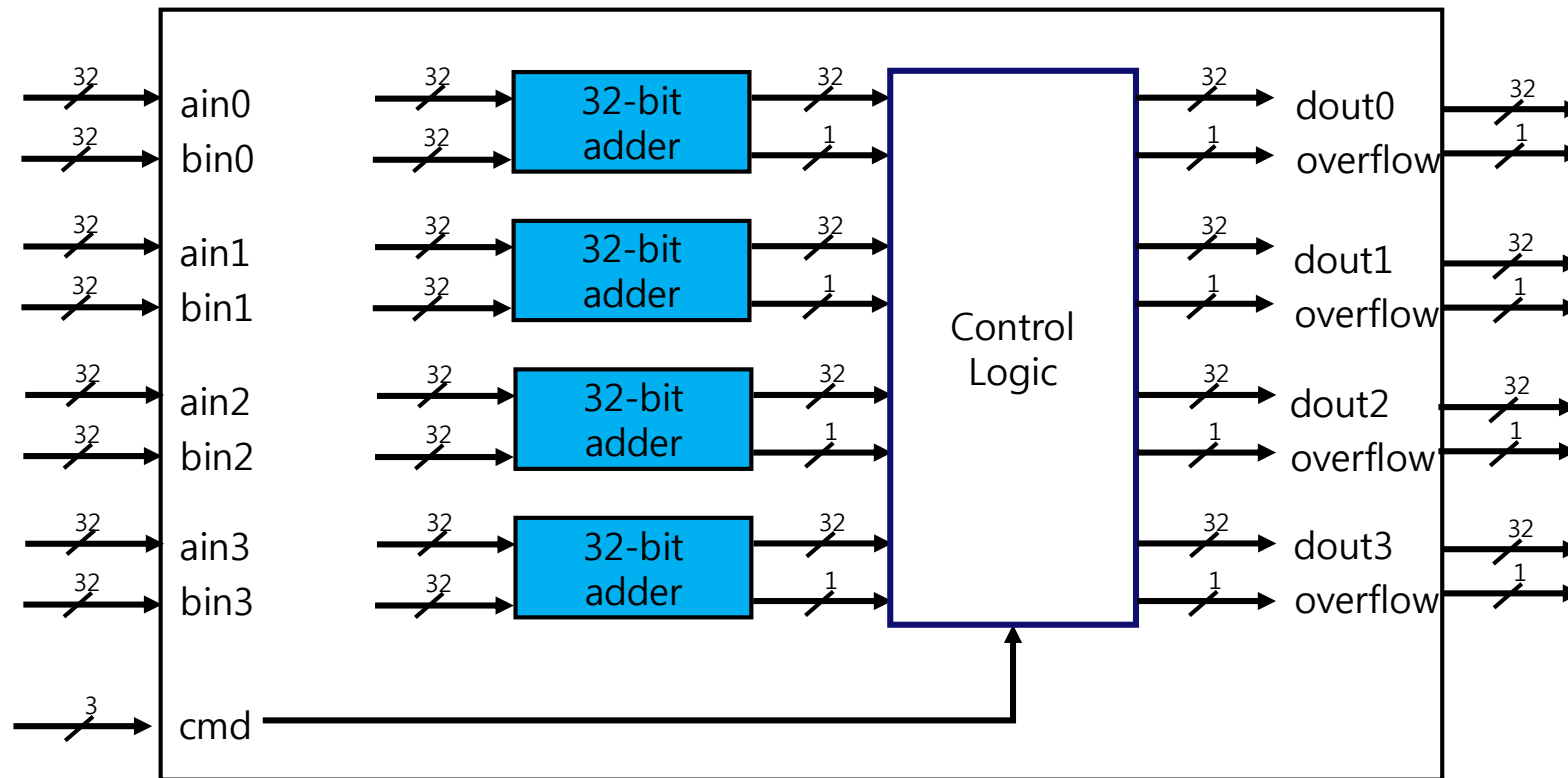 32 32 32 32 32
ain0 32-bit adder dout0
32 32 1 1 1
bin0 overflow
32 32 32 32 32
ain1 32-bit adder dout1
32 32 1 1 1
bin1 overflow
Control
Logic
32 32 32 32 32
ain2 32-bit adder dout2
32 32 1 1 1
bin2 overflow
32 32 32 32 32
ain3 32-bit adder dout3
32 32 1 1 1
bin3 overflow
3
cmd